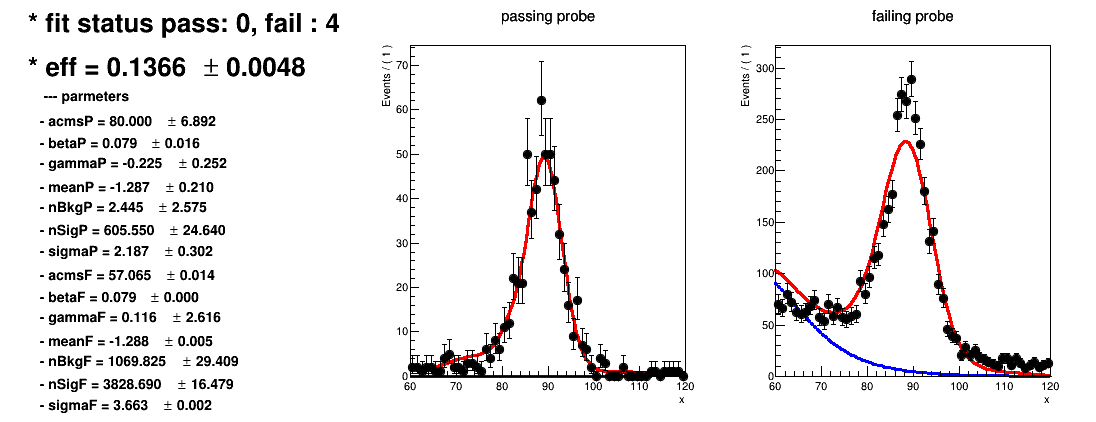 * fit status pass: 0, fail : 4
* eff = 0.1366 ± 0.0048
--- parmeters
- acmsP = 80.000 ± 6.892
- betaP = 0.079 ± 0.016
- gammaP = -0.225 ± 0.252
- meanP = -1.287 ± 0.210
- nBkgP = 2.445 ± 2.575
- nSigP = 605.550 ± 24.640
- sigmaP = 2.187 ± 0.302
- acmsF = 57.065 ± 0.014
- betaF = 0.079 ± 0.000
- gammaF = 0.116 ± 2.616
- meanF = -1.288 ± 0.005
- nBkgF = 1069.825 ± 29.409
- nSigF = 3828.690 ± 16.479
- sigmaF = 3.663 ± 0.002
passing probe
Events / ( 1 )
70
60
50
40
30
20
10
0
60 70 80 90 100 110 120
x
failing probe
Events / ( 1 )
300
250
200
150
100
50
0
60 70 80 90 100 110 120
x